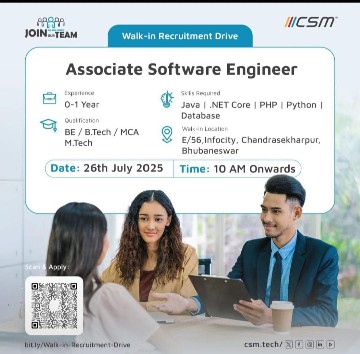 JOIN OUR TEAM
CSM™
Walk-in Recruitment Drive
Associate Software Engineer
Experience
0-1 Year
Qualification
BE / B.Tech / MCA
M.Tech
Skills Required
Java | .NET Core | PHP | Python |
Database
Walk-in Location
E/56,Infocity, Chandrasekharpur,
Bhubaneswar
Date: 26th July 2025
Time: 10 AM Onwards
Scan & Apply:
bit.ly/Walk-in-Recruitment-Drive
csm.tech/